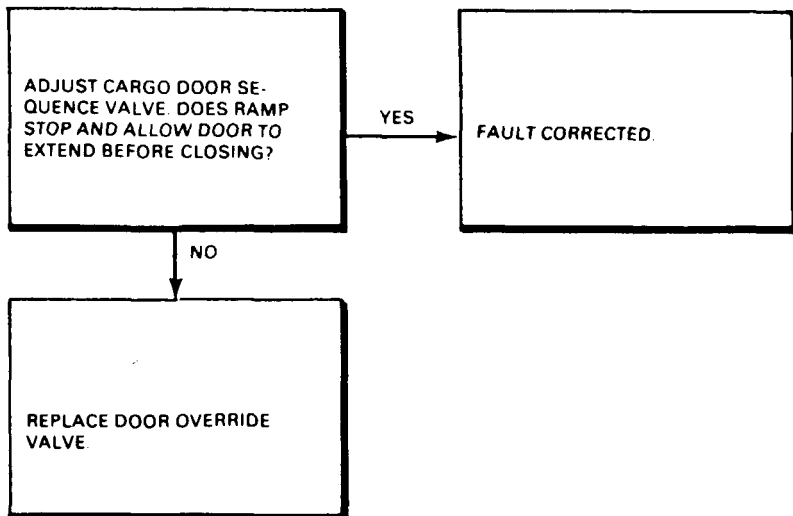 ADJUST CARGO DOOR SE-
QUENCE VALVE. DOES RAMP
STOP AND ALLOW DOOR TO
EXTEND BEFORE CLOSING?
YES
FAULT CORRECTED.
NO
REPLACE DOOR OVERRIDE
VALVE.